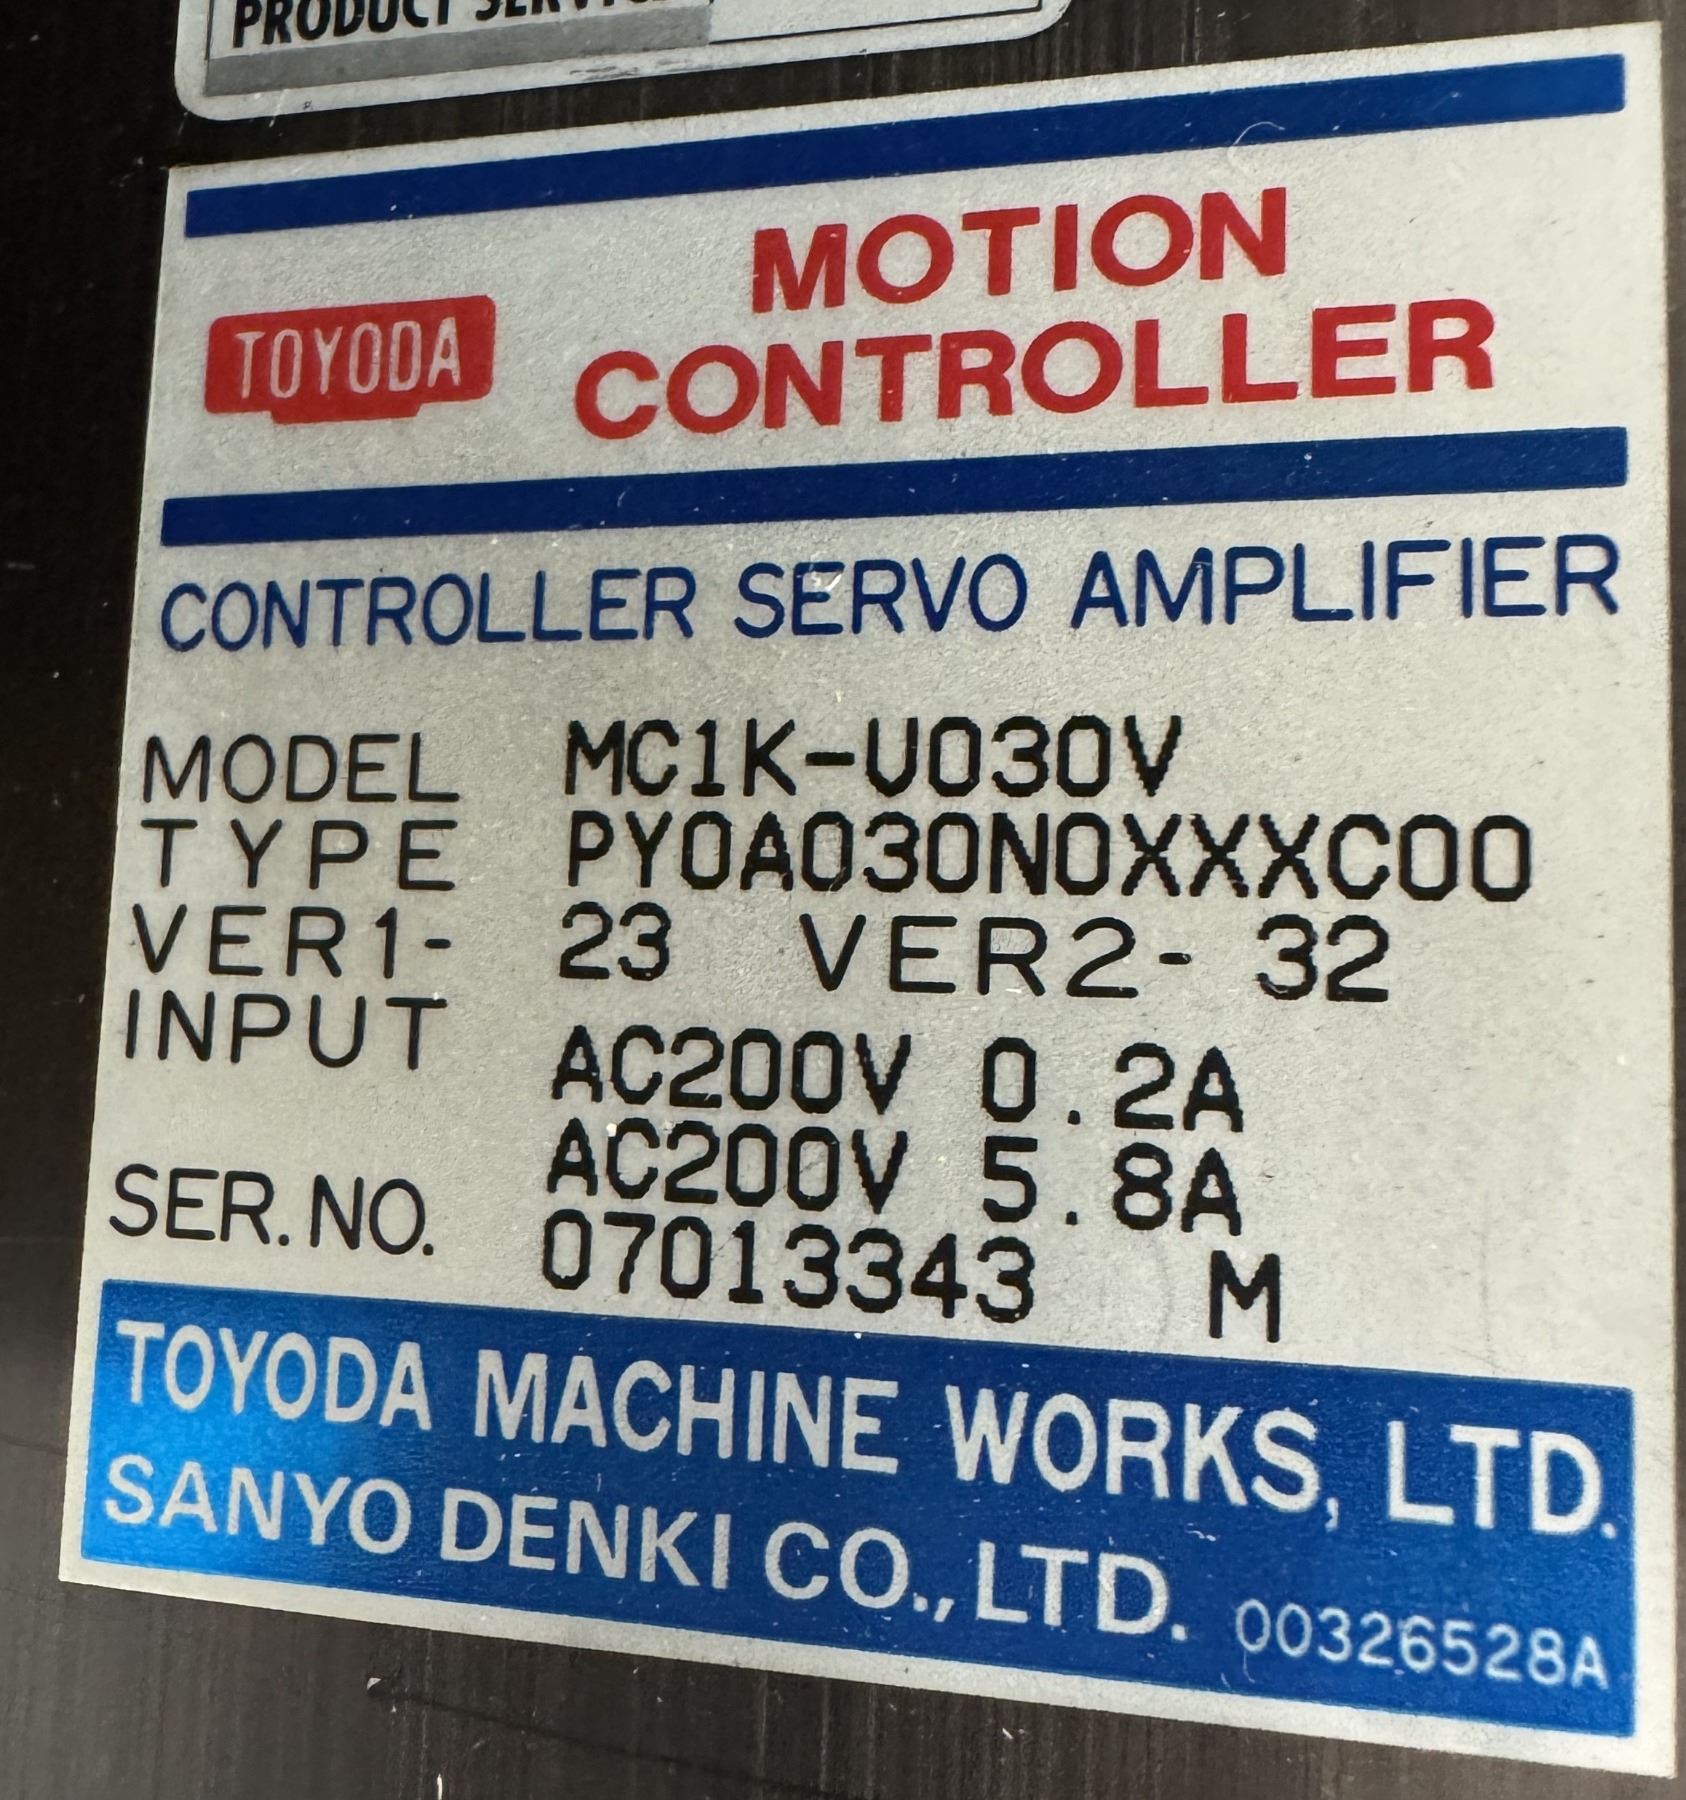 PRODUCT SERVICE
MOTION
TOYODA
CONTROLLER
CONTROLLER SERVO AMPLIFIER
MODEL MC1K-U030V
TYPE PY0A030N0XXXC00
VER1- 23 VER2- 32
INPUT AC200V 0.2A
AC200V 5.8A
SER. NO. 07013343 M
TOYODA MACHINE WORKS, LTD.
SANYO DENKI CO., LTD. 00326528A